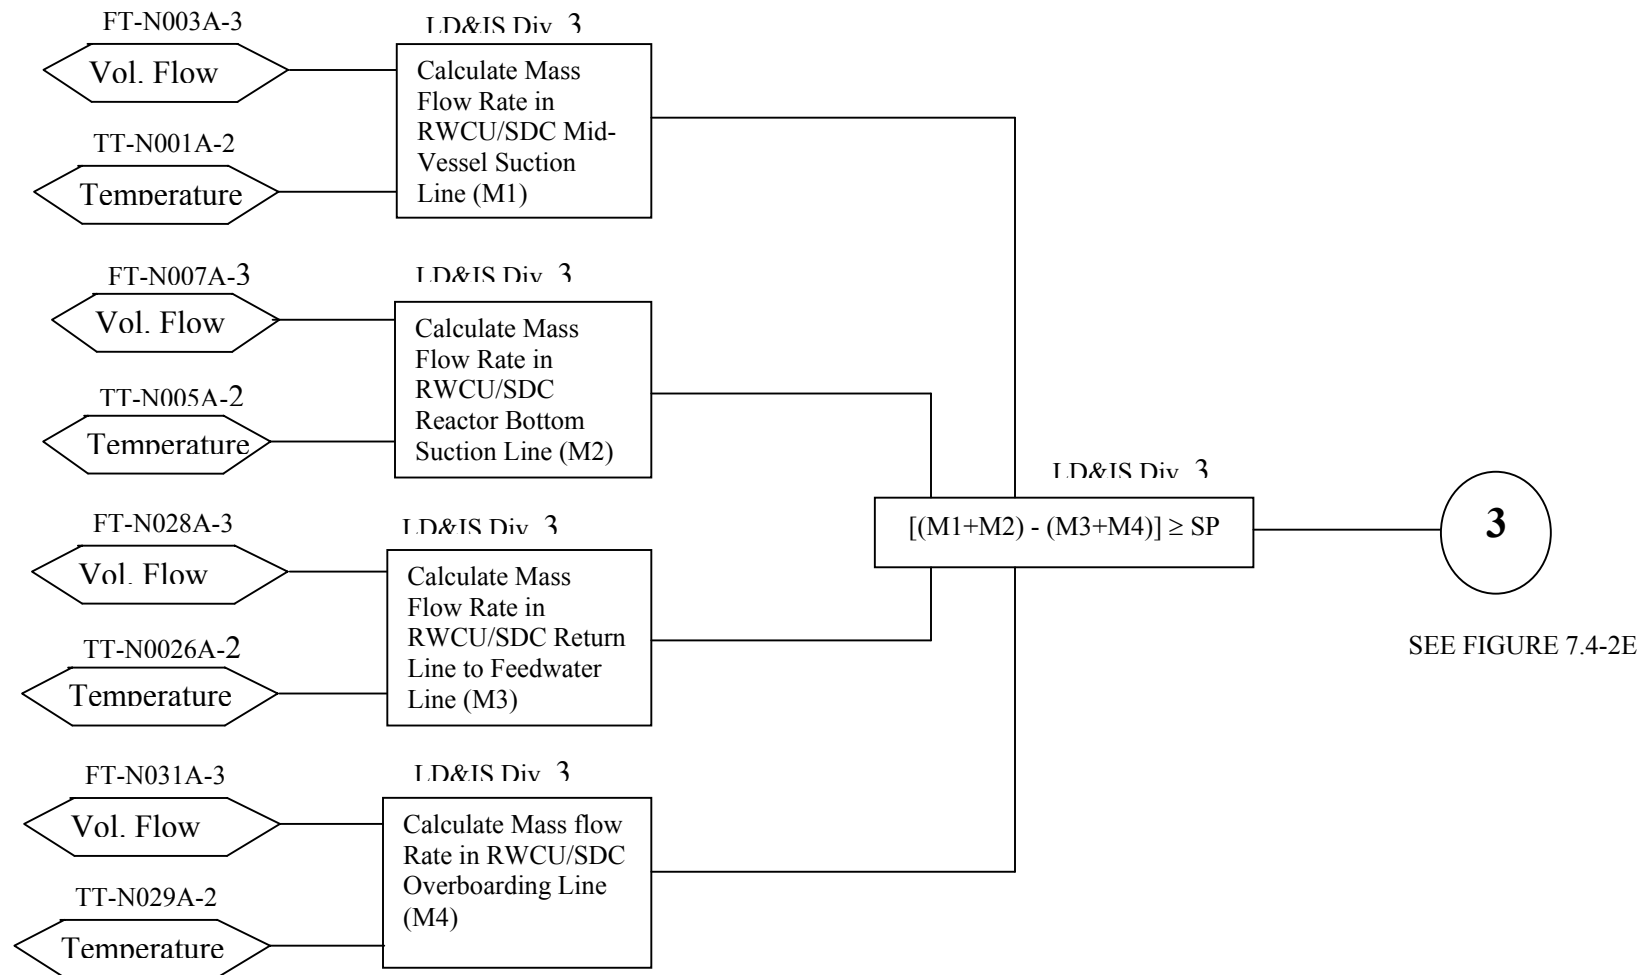 FT-N003A-3
LD&IS Div 3
Vol. Flow
Calculate Mass
Flow Rate in
RWCU/SDC Mid-
Vessel Suction
Line (M1)
TT-N001A-2
Temperature
FT-N007A-3
LD&IS Div 3
Vol. Flow
Calculate Mass
Flow Rate in
RWCU/SDC
Reactor Bottom
Suction Line (M2)
TT-N005A-2
Temperature
LD&IS Div 3
[(M1+M2) - (M3+M4)] ≥ SP
3
SEE FIGURE 7.4-2E
FT-N028A-3
LD&IS Div 3
Vol. Flow
Calculate Mass
Flow Rate in
RWCU/SDC Return
Line to Feedwater
Line (M3)
TT-N0026A-2
Temperature
FT-N031A-3
LD&IS Div 3
Vol. Flow
Calculate Mass flow
Rate in RWCU/SDC
Overboarding Line
(M4)
TT-N029A-2
Temperature